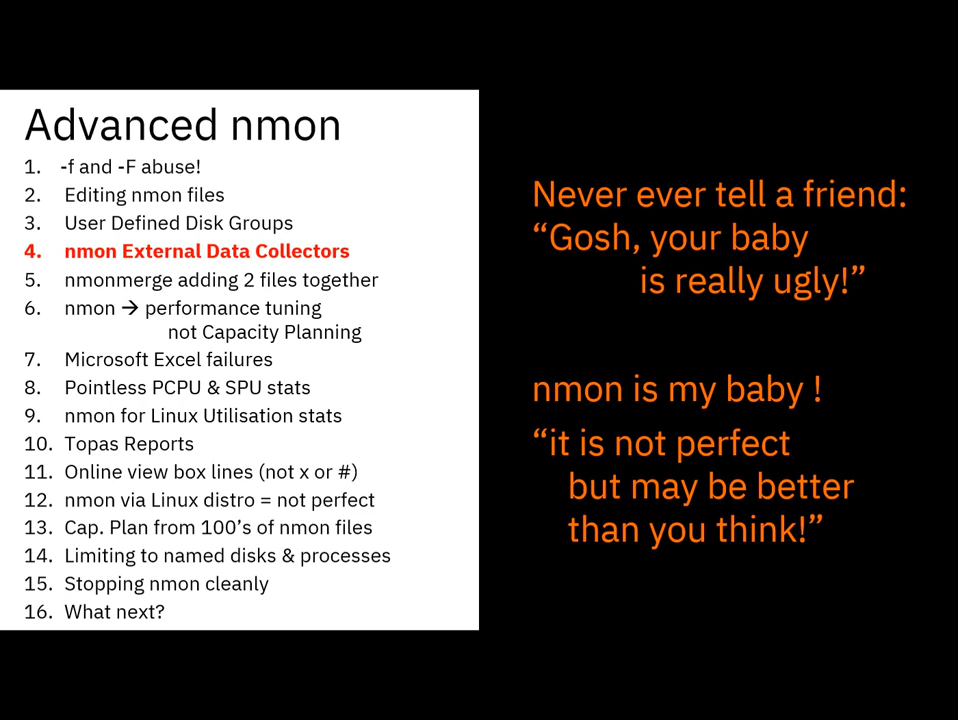 Advanced nmon
1. -f and -F abuse!
2. Editing nmon files
3. User Defined Disk Groups
4. nmon External Data Collectors
5. nmonmerge adding 2 files together
6. nmon → performance tuning
not Capacity Planning
7. Microsoft Excel failures
8. Pointless PCPU & SPU stats
9. nmon for Linux Utilisation stats
10. Topas Reports
11. Online view box lines (not x or #)
12. nmon via Linux distro = not perfect
13. Cap. Plan from 100’s of nmon files
14. Limiting to named disks & processes
15. Stopping nmon cleanly
16. What next?
Never ever tell a friend:
“Gosh, your baby
is really ugly!”
nmon is my baby !
“it is not perfect
but may be better
than you think!”